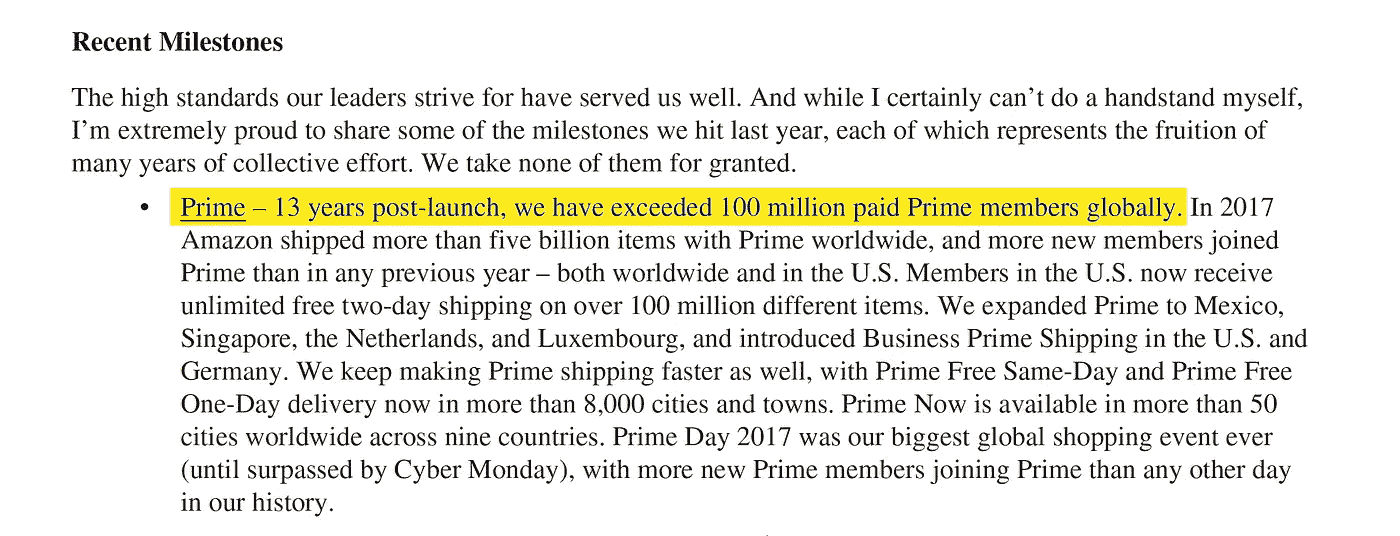 Recent Milestones
The high standards our leaders strive for have served us well. And while I certainly can’t do a handstand myself,
I’m extremely proud to share some of the milestones we hit last year, each of which represents the fruition of
many years of collective effort. We take none of them for granted.
• Prime – 13 years post-launch, we have exceeded 100 million paid Prime members globally. In 2017
Amazon shipped more than five billion items with Prime worldwide, and more new members joined
Prime than in any previous year – both worldwide and in the U.S. Members in the U.S. now receive
unlimited free two-day shipping on over 100 million different items. We expanded Prime to Mexico,
Singapore, the Netherlands, and Luxembourg, and introduced Business Prime Shipping in the U.S. and
Germany. We keep making Prime shipping faster as well, with Prime Free Same-Day and Prime Free
One-Day delivery now in more than 8,000 cities and towns. Prime Now is available in more than 50
cities worldwide across nine countries. Prime Day 2017 was our biggest global shopping event ever
(until surpassed by Cyber Monday), with more new Prime members joining Prime than any other day
in our history.